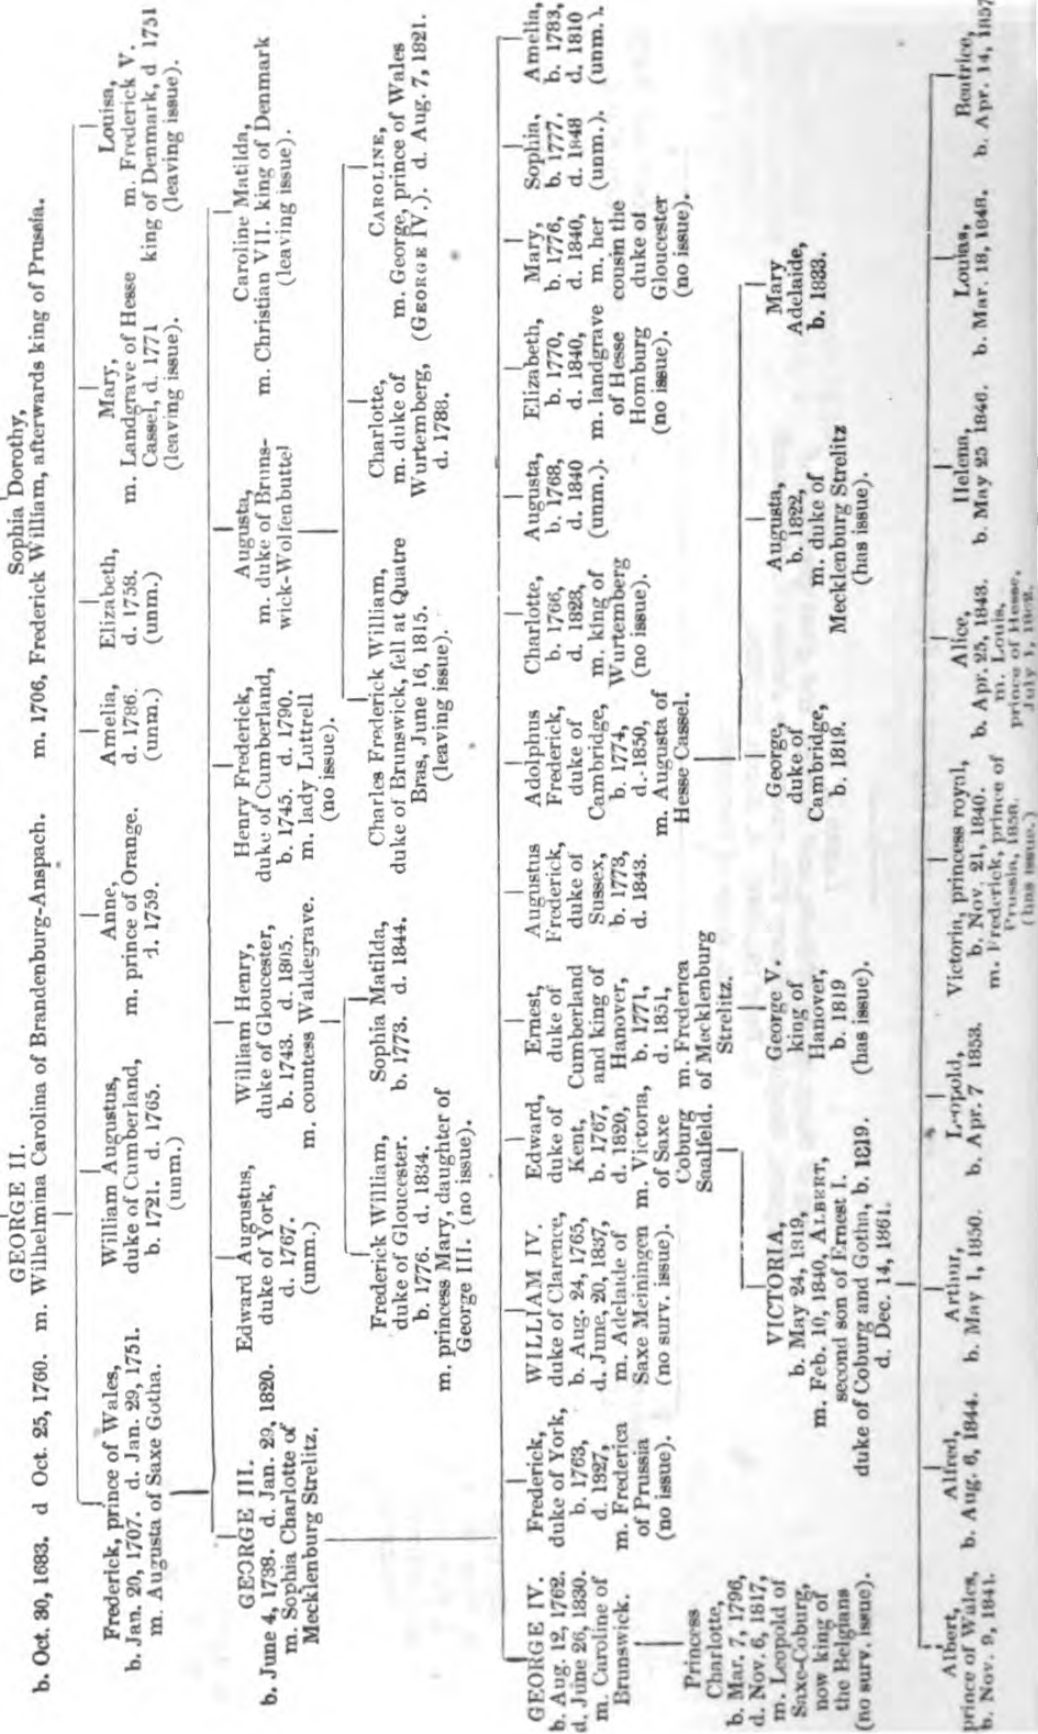 Sophia Dorothy,
m. 1706, Frederick William, afterwards king of Prussia.
GEORGE II.
b. Oct. 30, 1683. d Oct. 25, 1760. m. Wilhelmina Carolina of Brandenburg-Anspach.
Frederick, prince of Wales,
b. Jan. 20, 1707. d. Jan. 29, 1751.
m. Augusta of Saxe Gotha.
William Augustus,
duke of Cumberland,
b. 1721. d. 1765.
(unm.)
Anne,
m. prince of Orange.
d. 1759.
Amelia,
d. 1786.
(unm.)
Elizabeth,
d. 1758.
(unm.)
Mary,
m. Landgrave of Hesse
Cassel, d. 1771
(leaving issue).
Louisa,
m. Frederick V.
king of Denmark, d 1751
(leaving issue).
GEORGE III.
b. June 4, 1738. d. Jan. 29, 1820.
m. Sophia Charlotte of
Mecklenburg Strelitz.
Edward Augustus,
duke of York,
d. 1767.
(unm.)
William Henry,
duke of Gloucester,
b. 1743. d. 1805.
m. countess Waldegrave.
Henry Frederick,
duke of Cumberland,
b. 1745. d. 1790.
m. lady Luttrell
(no issue).
Augusta,
m. duke of Bruns-
wick-Wolfenbuttel
Caroline Matilda,
m. Christian VII. king of Denmark
(leaving issue).
Frederick William,
duke of Gloucester.
b. 1776. d. 1834.
m. princess Mary, daughter of
George III. (no issue).
Sophia Matilda,
b. 1773. d. 1844.
Charles Frederick William,
duke of Brunswick, fell at Quatre
Bras, June 16, 1815.
(leaving issue).
Charlotte,
m. duke of
Wurtemberg,
d. 1788.
CAROLINE,
m. George, prince of Wales
(GEORGE IV.). d. Aug. 7, 1821.
GEORGE IV.
b. Aug. 12, 1762.
d. June 26, 1830.
m. Caroline of
Brunswick.
Frederick,
duke of York,
b. 1763,
d. 1827,
m. Frederica
of Prussia
(no issue).
WILLIAM IV.
duke of Clarence,
b. Aug. 24, 1765,
d. June, 20, 1837,
m. Adelaide of
Saxe Meiningen
(no surv. issue).
Edward,
duke of
Kent,
b. 1767,
d. 1820,
m. Victoria,
of Saxe
Coburg
Saalfeld.
Ernest,
duke of
Cumberland
and king of
Hanover,
b. 1771,
d. 1851,
m. Frederica
of Mecklenburg
Strelitz.
Augustus
Frederick,
duke of
Sussex,
b. 1773,
d. 1843.
Adolphus
Frederick,
duke of
Cambridge,
b. 1774,
d. 1850,
m. Augusta of
Hesse-Cassel.
Charlotte,
b. 1766,
d. 1828,
m. king of
Wurtemberg
(no issue).
Augusta,
b. 1768,
d. 1840
(unm.).
Elizabeth,
b. 1770,
d. 1840,
m. landgrave
of Hesse
Homburg
(no issue).
Mary,
b. 1776,
d. 1840,
m. her
cousin the
duke of
Gloucester
(no issue).
Sophia,
b. 1777.
d. 1848
(unm.).
Amelia,
b. 1783,
d. 1810
(unm.).
Princess
Charlotte,
b. Mar. 7, 1796,
d. Nov. 6, 1817,
m. Leopold of
Saxe-Coburg,
now king of
the Belgians
(no surv. issue).
VICTORIA,
b. May 24, 1819,
m. Feb. 10, 1840, ALBERT,
second son of Ernest I.
duke of Coburg and Gotha, b. 1819.
d. Dec. 14, 1861.
George V.
king of
Hanover,
b. 1819
(has issue).
George,
duke of
Cambridge,
b. 1819.
Augusta,
b. 1822,
m. duke of
Mecklenburg Strelitz
(has issue).
Mary
Adelaide,
b. 1833.
Albert,
prince of Wales,
b. Nov. 9, 1841.
Alfred,
b. Aug. 6, 1844.
Arthur,
b. May 1, 1850.
Leopold,
b. Apr. 7 1853.
Victoria, princess royal,
b. Nov. 21, 1840.
m. Frederick, prince of
Prussia, 1858.
(has issue.)
Alice,
b. Apr. 25, 1843.
m. Louis,
prince of Hesse,
July 1, 1862.
Helena,
b. May 25 1846.
Louias,
b. Mar. 18, 1848.
Beatrice,
b. Apr. 14, 1857